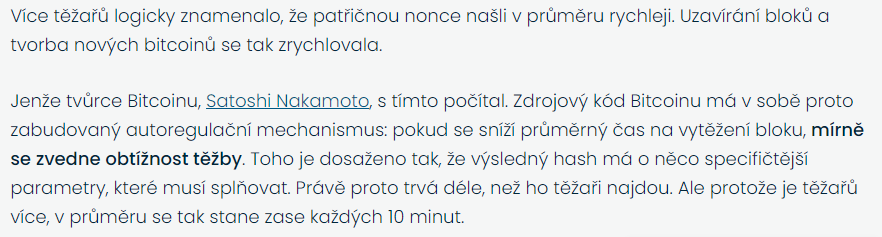 Více těžařů logicky znamenalo, že patřičnou nonce našli v průměru rychleji. Uzavírání bloků a
tvorba nových bitcoinů se tak zrychlovala.
Jenže tvůrce Bitcoinu, Satoshi Nakamoto, s tímto počítal. Zdrojový kód Bitcoinu má v sobě proto
zabudovaný autoregulační mechanismus: pokud se sníží průměrný čas na vytěžení bloku, mírně
se zvedne obtížnost těžby. Toho je dosaženo tak, že výsledný hash má o něco specifičtější
parametry, které musí splňovat. Právě proto trvá déle, než ho těžaři najdou. Ale protože je těžařů
více, v průměru se tak stane zase každých 10 minut.